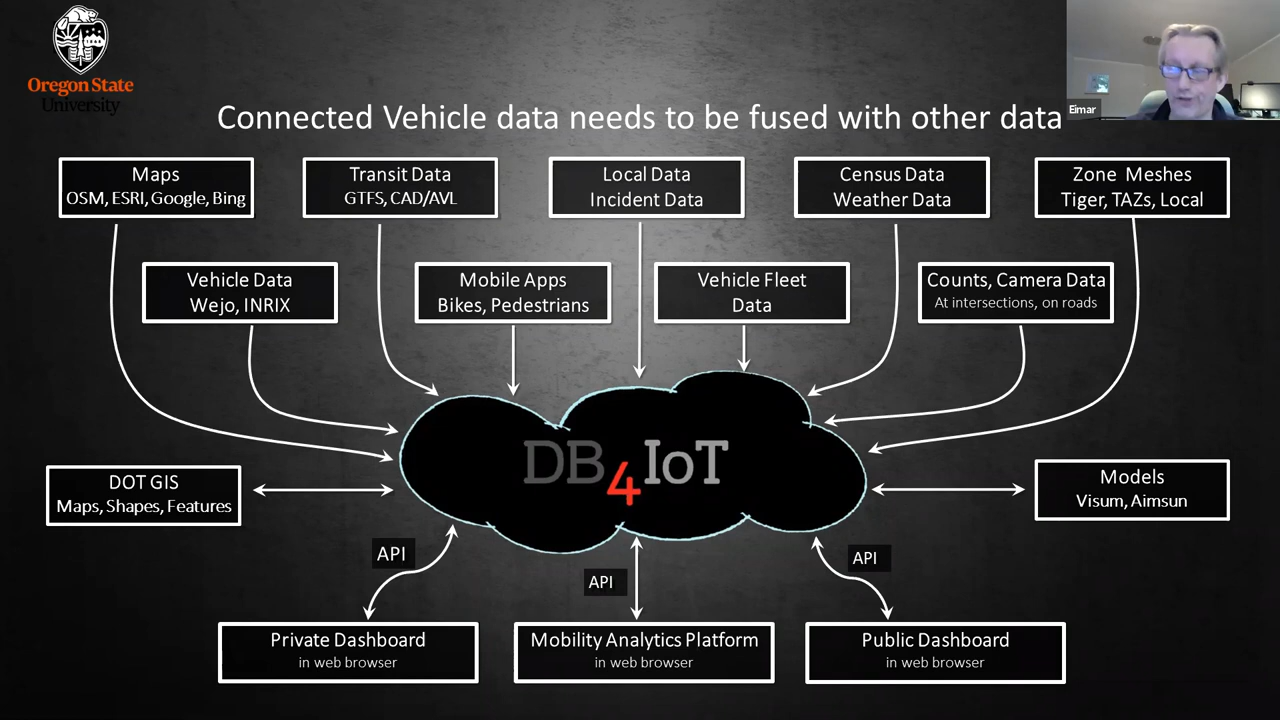 Oregon State
University
Eimar
Connected Vehicle data needs to be fused with other data
Maps
OSM, ESRI, Google, Bing
Transit Data
GTFS, CAD/AVL
Local Data
Incident Data
Census Data
Weather Data
Zone Meshes
Tiger, TAZs, Local
Vehicle Data
Wejo, INRIX
Mobile Apps
Bikes, Pedestrians
Vehicle Fleet
Data
Counts, Camera Data
At intersections, on roads
DB4IoT
DOT GIS
Maps, Shapes, Features
Models
Visum, Aimsun
API
API
API
Private Dashboard
in web browser
Mobility Analytics Platform
in web browser
Public Dashboard
in web browser